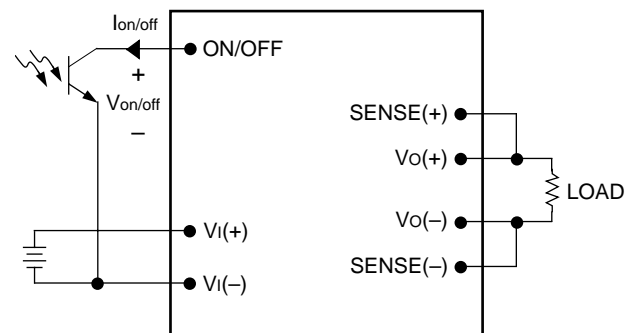 Ion/off
ON/OFF
+
Von/off
–
SENSE(+)
VO(+)
LOAD
VO(–)
VI(+)
SENSE(–)
VI(–)